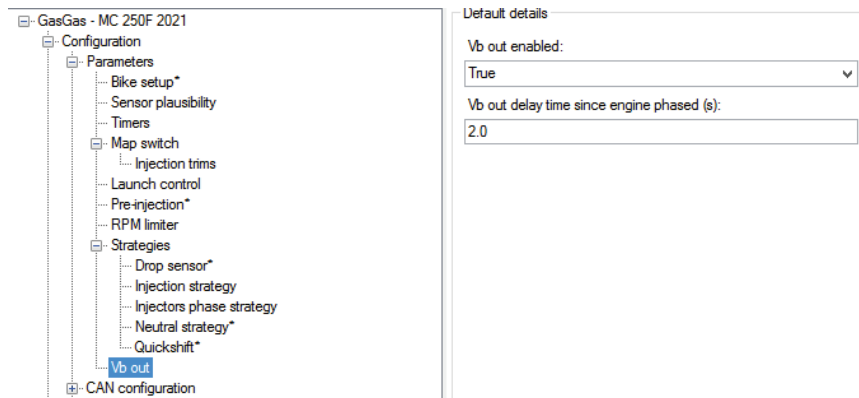 GasGas - MC 250F 2021
Configuration
Parameters
Bike setup*
Sensor plausibility
Timers
Map switch
Injection trims
Launch control
Pre-injection*
RPM limiter
Strategies
Drop sensor*
Injection strategy
Injectors phase strategy
Neutral strategy*
Quickshift*
Vb out
CAN configuration
Default details
Vb out enabled:
True
Vb out delay time since engine phased (s):
2.0